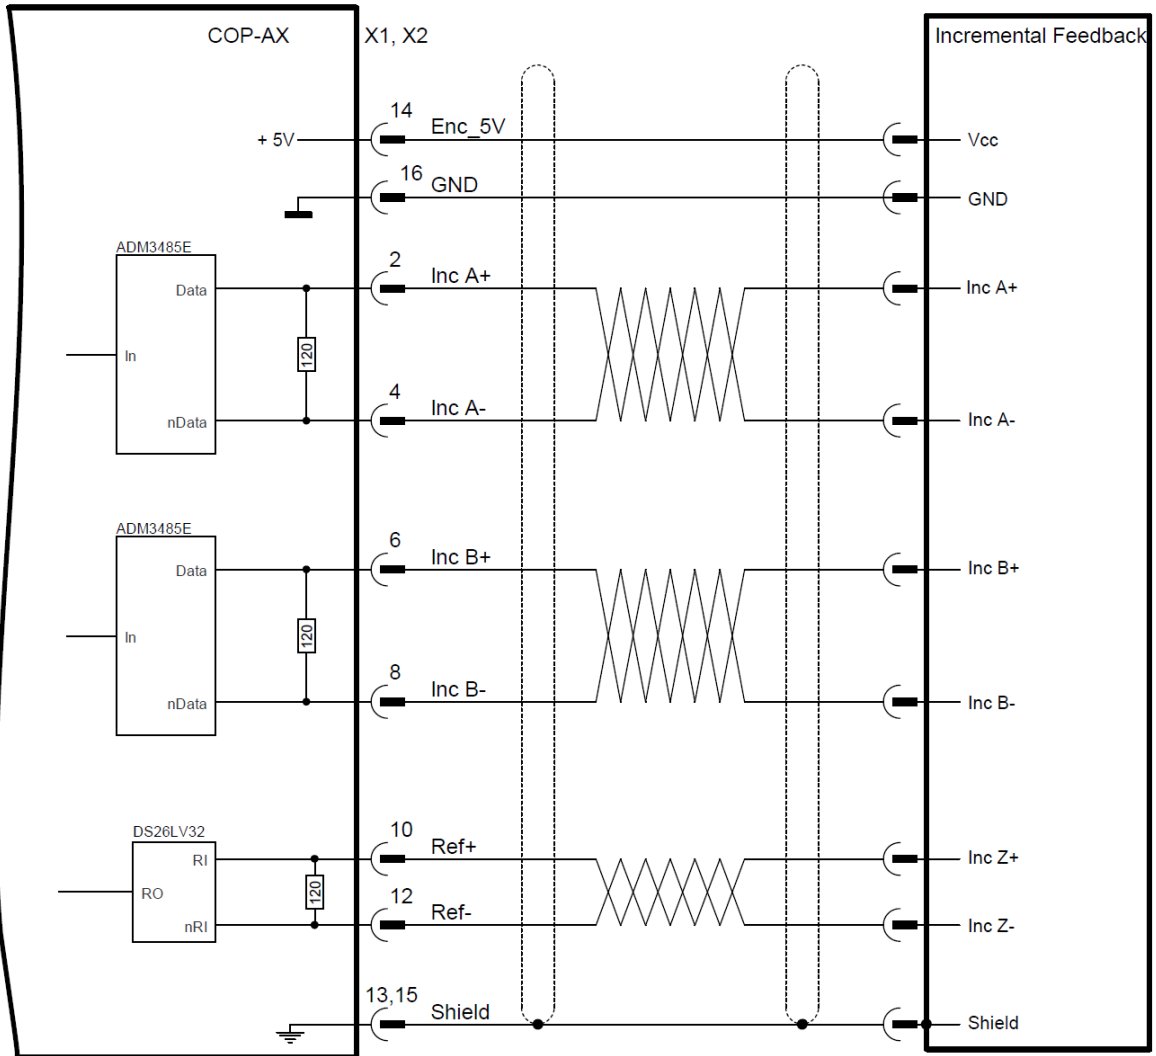 COP-AX
X1, X2
Incremental Feedback
14
Enc_5V
+ 5V
Vcc
16
GND
GND
ADM3485E
2
Inc A+
Data
Inc A+
In
120
4
Inc A-
nData
Inc A-
ADM3485E
6
Inc B+
Data
Inc B+
In
120
8
Inc B-
nData
Inc B-
DS26LV32
10
Ref+
RI
Inc Z+
RO
120
12
Ref-
nRI
Inc Z-
13,15
Shield
Shield